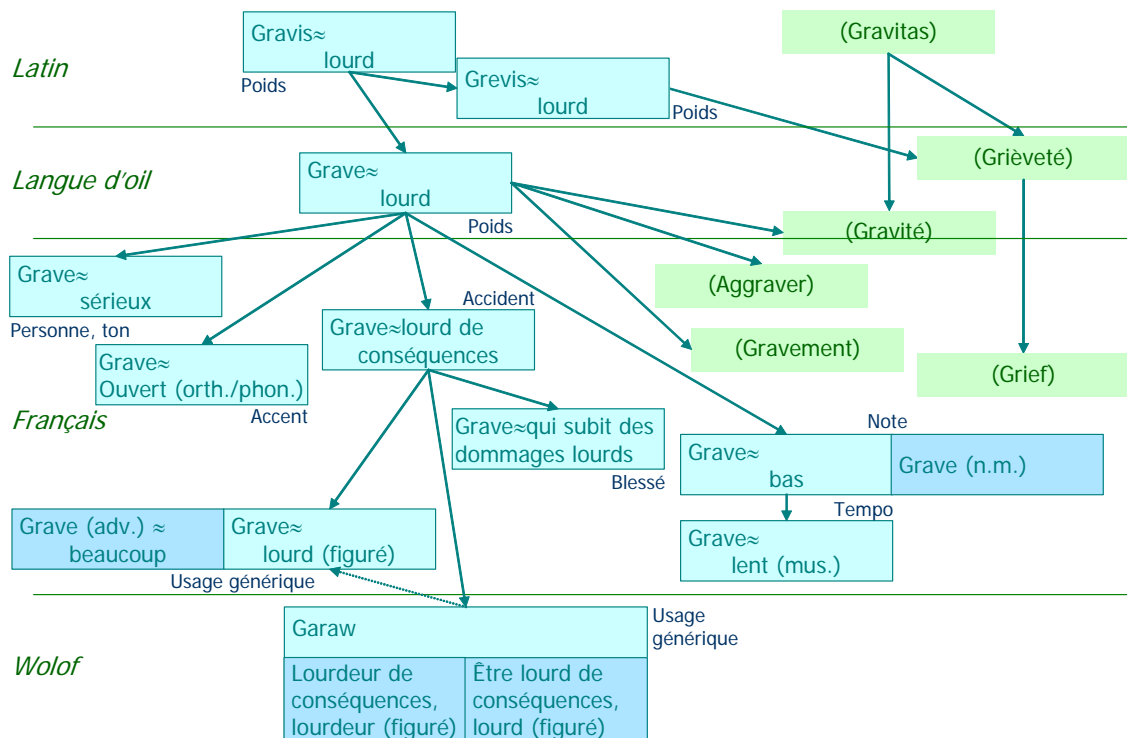 Latin
Gravis≈
lourd
Poids
Grevis≈
lourd
Poids
(Gravitas)
Langue d'oil
Grave≈
lourd
Poids
(Grièveté)
(Gravité)
Français
Grave≈
sérieux
Personne, ton
Grave≈
Ouvert (orth./phon.)
Accent
Accident
Grave≈lourd de
conséquences
(Aggraver)
(Gravement)
(Grief)
Grave≈qui subit des
dommages lourds
Blessé
Note
Grave≈
bas
Grave (n.m.)
Tempo
Grave≈
lent (mus.)
Grave (adv.) ≈
beaucoup
Grave≈
lourd (figuré)
Usage générique
Wolof
Garaw
Usage
générique
Lourdeur de
conséquences,
lourdeur (figuré)
Être lourd de
conséquences,
lourd (figuré)